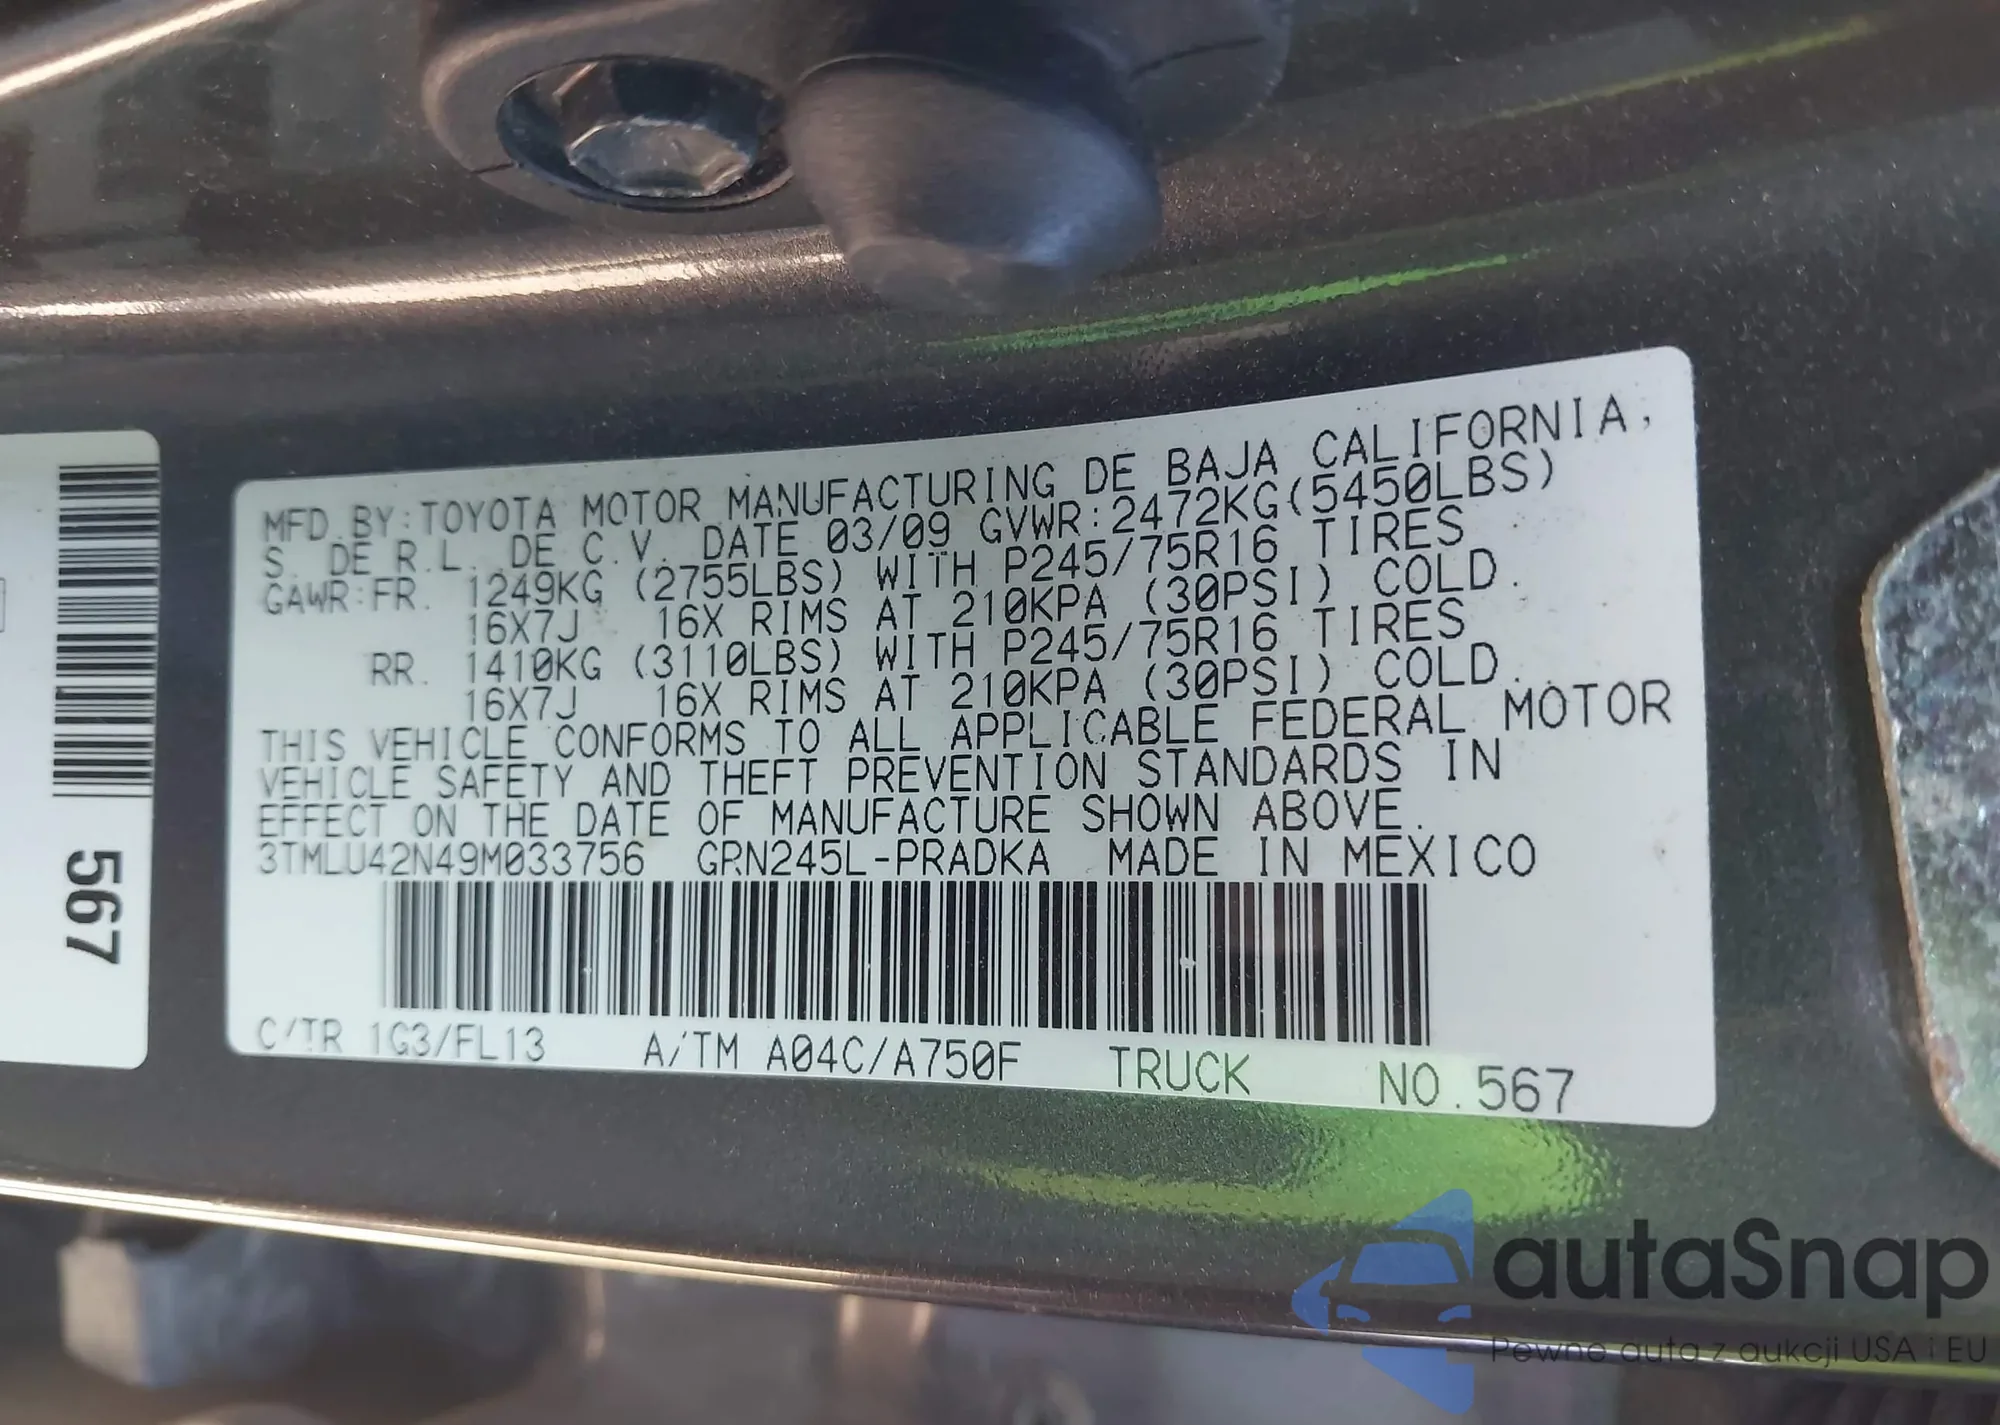 MFD.BY:TOYOTA MOTOR MANUFACTURING DE BAJA CALIFORNIA,
S. DE R.L. DE C.V. DATE 03/09 GVWR:2472KG(5450LBS)
GAWR:FR. 1249KG (2755LBS) WITH P245/75R16 TIRES
16X7J 16X RIMS AT 210KPA (30PSI) COLD.
RR. 1410KG (3110LBS) WITH P245/75R16 TIRES
16X7J 16X RIMS AT 210KPA (30PSI) COLD.
THIS VEHICLE CONFORMS TO ALL APPLICABLE FEDERAL MOTOR
VEHICLE SAFETY AND THEFT PREVENTION STANDARDS IN
EFFECT ON THE DATE OF MANUFACTURE SHOWN ABOVE.
3TMLU42N49M033756 GRN245L-PRADKA MADE IN MEXICO
C/TR 1G3/FL13 A/TM A04C/A750F TRUCK NO.567
567
autaSnap
Pewne auta z aukcji USA i EU